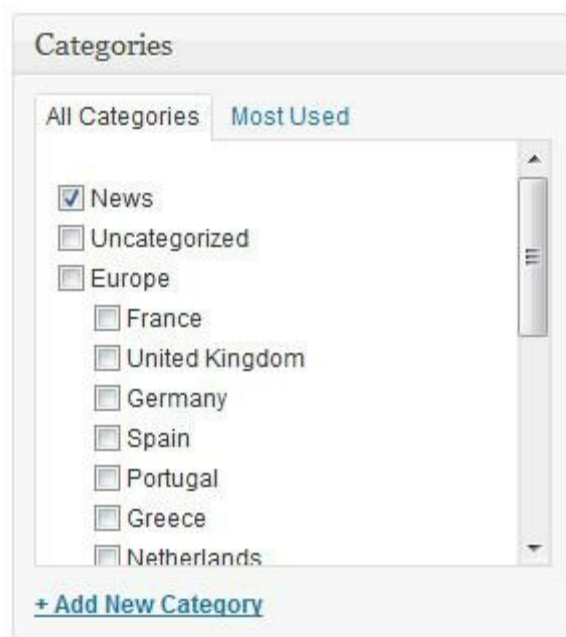 Categories
All Categories Most Used
News
Uncategorized
Europe
France
United Kingdom
Germany
Spain
Portugal
Greece
Netherlands
+ Add New Category